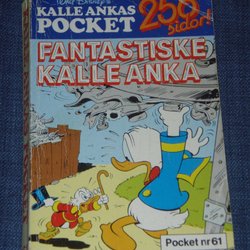 Walt Disney's
KALLE ANKAS
POCKET
250
sidor!
FANTASTISKE
KALLE ANKA
Pocket nr 61